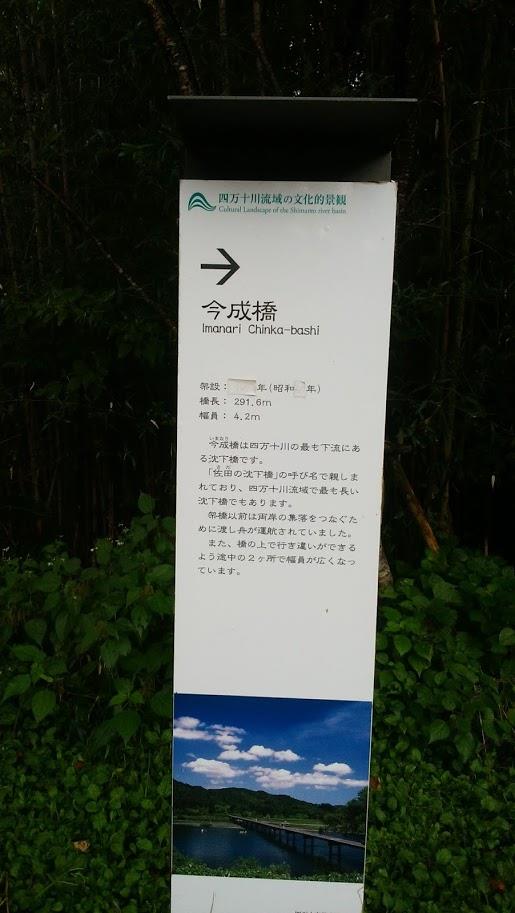 四万十川流域の文化的景観
Cultural Landscape of the Shimanto river basin
→
今成橋
Imanari Chinka-bashi
架設： 年(昭和 年)
橋長： 291.6m
幅員： 4.2m
いまなり
今成橋は四万十川の最も下流にあ
る沈下橋です。
さだ
「佐田の沈下橋」の呼び名で親しま
れており、四万十川流域で最も長い
沈下橋でもあります。
架橋以前は両岸の集落をつなぐた
めに渡し舟が運航されていました。
また、橋の上で行き違いができる
よう途中の２ヶ所で幅員が広くなっ
ています。